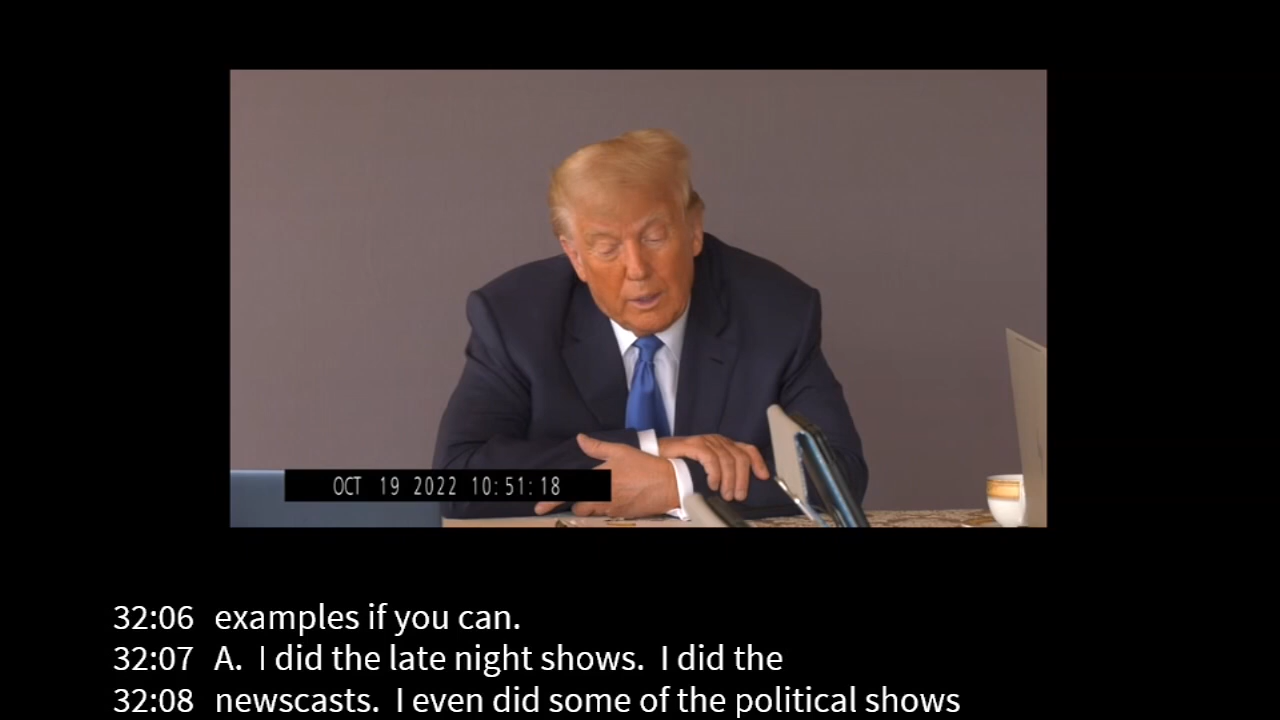 OCT 19 2022 10:51:18
32:06 examples if you can.
32:07 A. I did the late night shows. I did the
32:08 newscasts. I even did some of the political shows